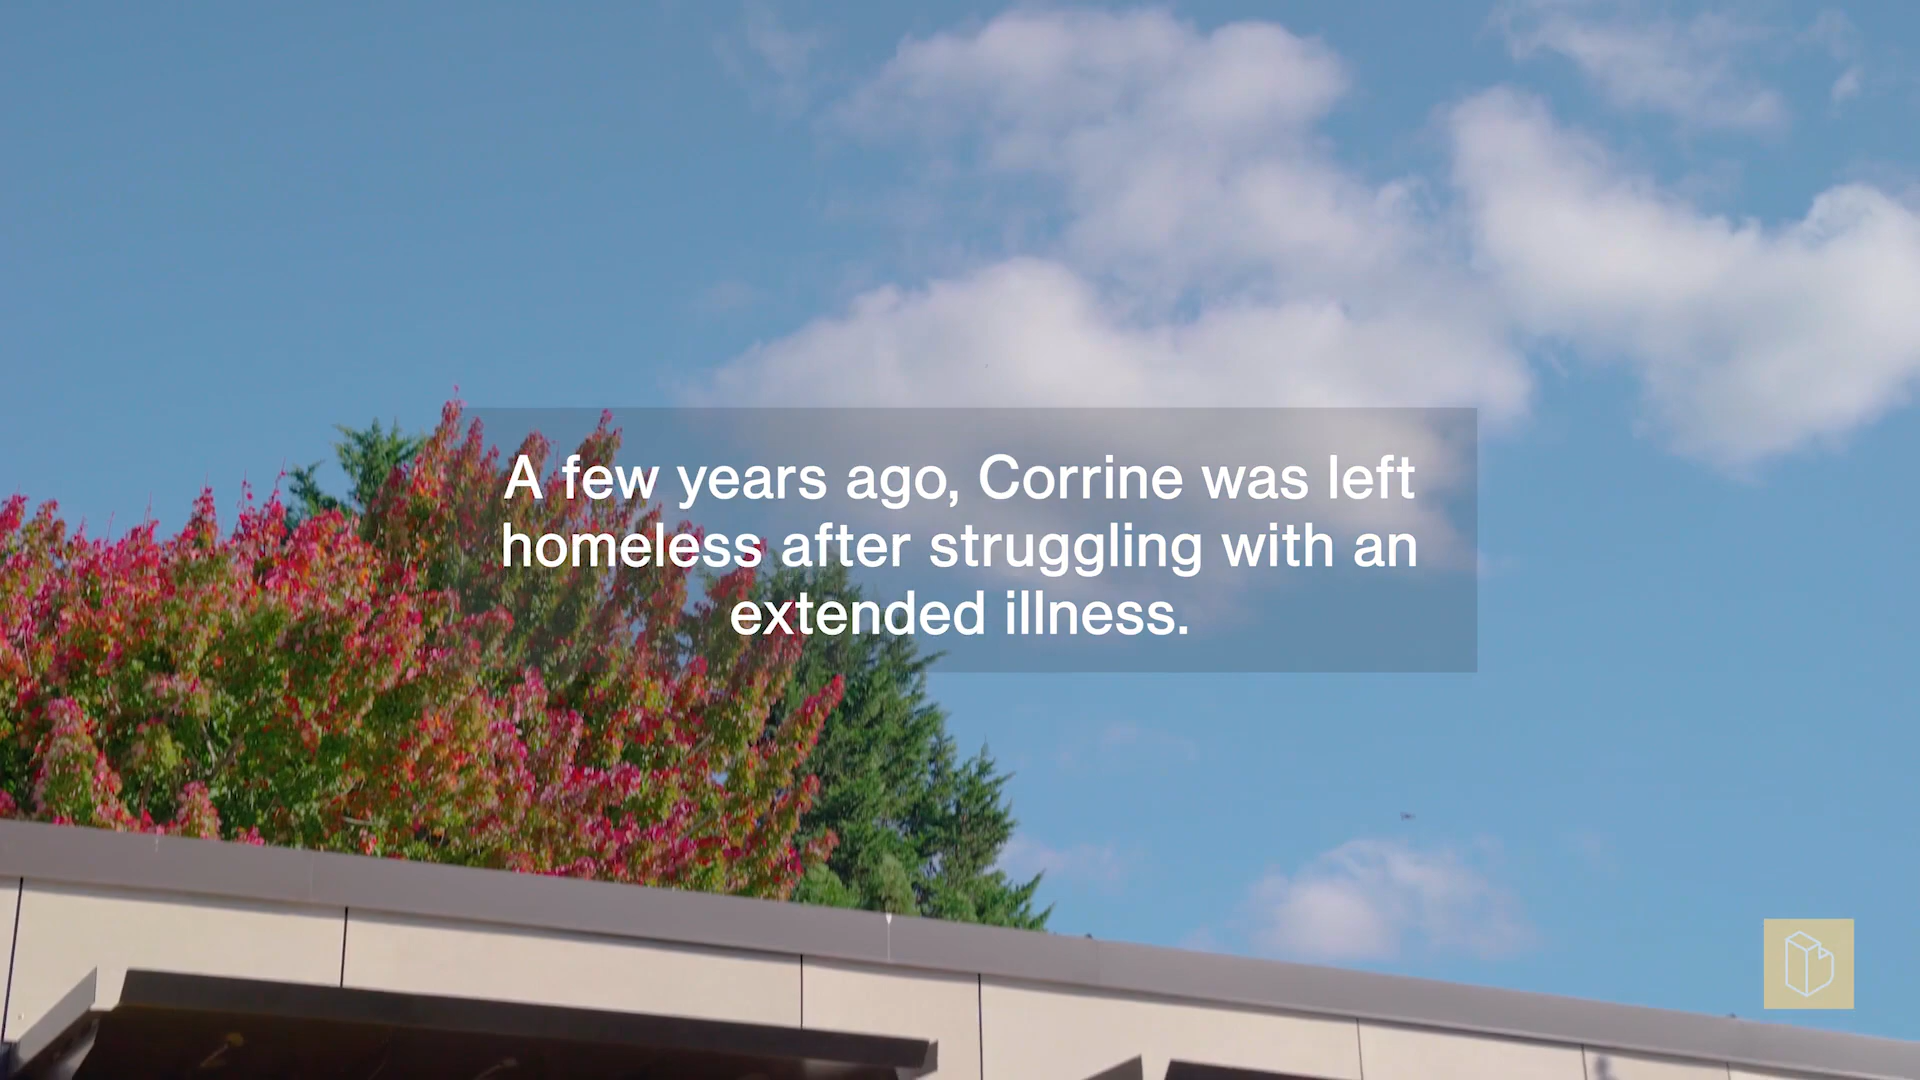 A few years ago, Corrine was left
homeless after struggling with an
extended illness.